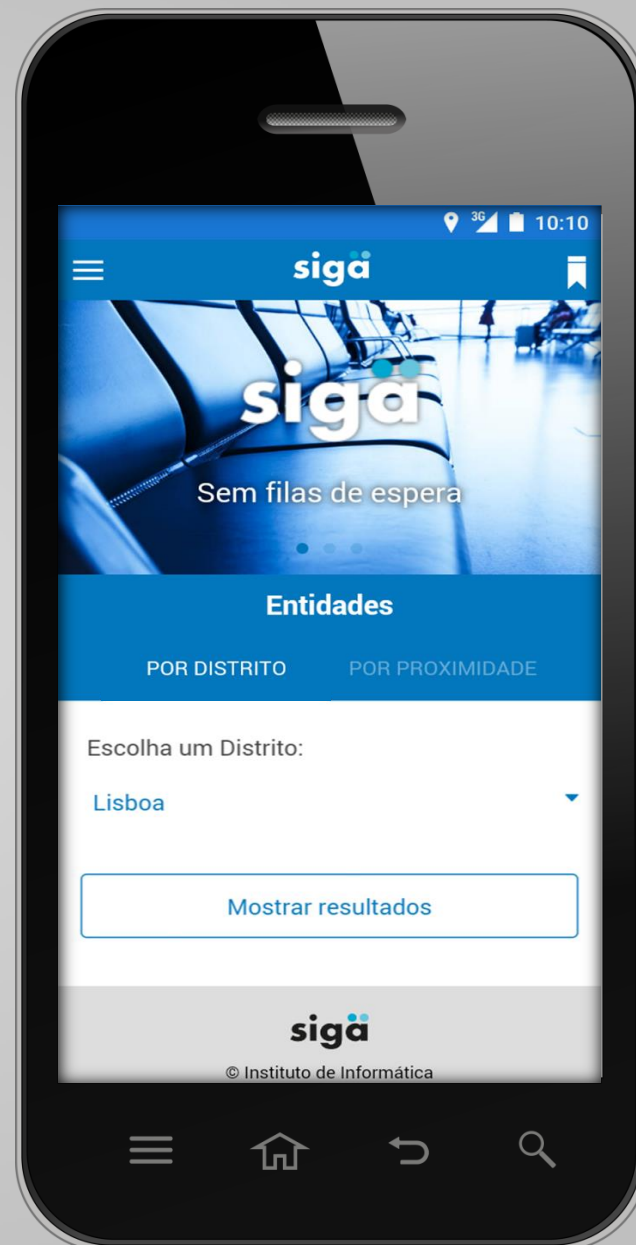 3G 10:10
sigä
sigä
Sem filas de espera
Entidades
POR DISTRITO POR PROXIMIDADE
Escolha um Distrito:
Lisboa
Mostrar resultados
sigä
© Instituto de Informática